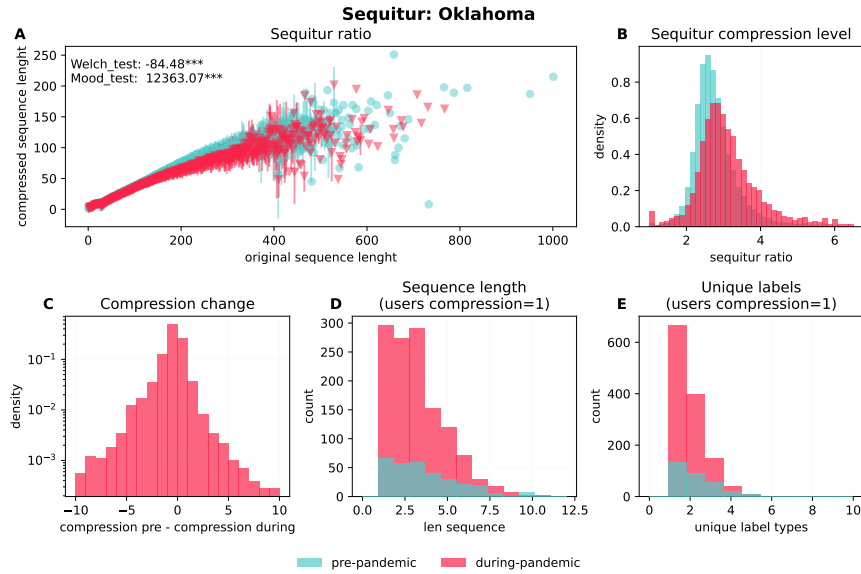 Sequitur: Oklahoma
A
Sequitur ratio
Welch_test: -84.48***
Mood_test:  12363.07***
compressed sequence lenght
250
200
150
100
50
0
0
200
400
600
800
1000
original sequence lenght
B
Sequitur compression level
density
0.8
0.6
0.4
0.2
0.0
2
4
6
sequitur ratio
C
Compression change
density
10⁻¹
10⁻²
10⁻³
−10
−5
0
5
10
compression pre - compression during
D
Sequence length
(users compression=1)
count
300
250
200
150
100
50
0
0.0
2.5
5.0
7.5
10.0
12.5
len sequence
E
Unique labels
(users compression=1)
count
600
400
200
0
0
2
4
6
8
10
unique label types
pre-pandemic
during-pandemic